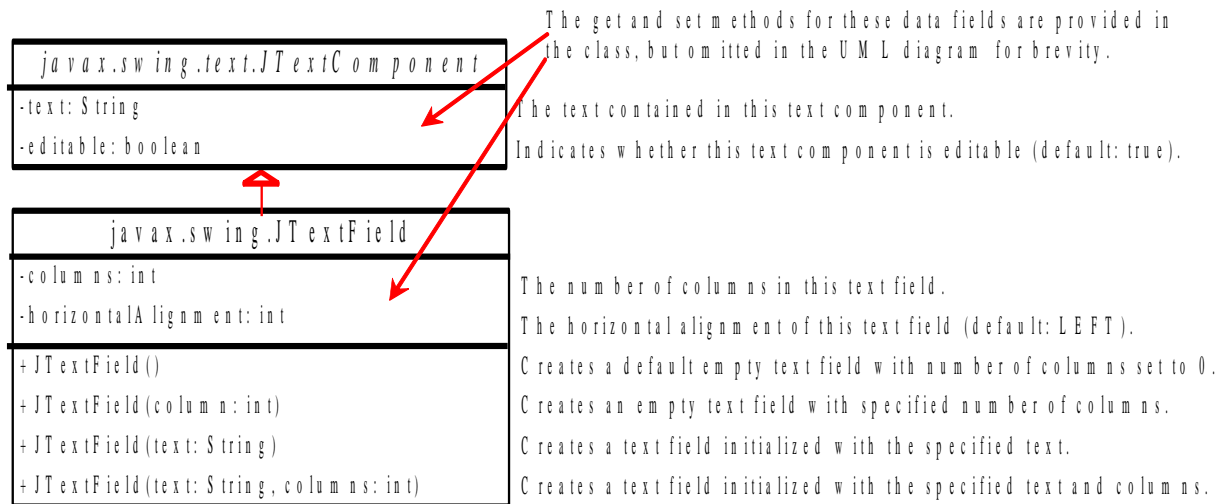 The get and set methods for these data fields are provided in
the class, but omitted in the UML diagram for brevity.
javax.swing.text.JTextComponent
-text: String
The text contained in this text component.
-editable: boolean
Indicates whether this text component is editable (default: true).
javax.swing.JTextField
-columns: int
The number of columns in this text field.
-horizontalAlignment: int
The horizontal alignment of this text field (default: LEFT).
+JTextField()
Creates a default empty text field with number of columns set to 0.
+JTextField(column: int)
Creates an empty text field with specified number of columns.
+JTextField(text: String)
Creates a text field initialized with the specified text.
+JTextField(text: String, columns: int)
Creates a text field initialized with the specified text and columns.